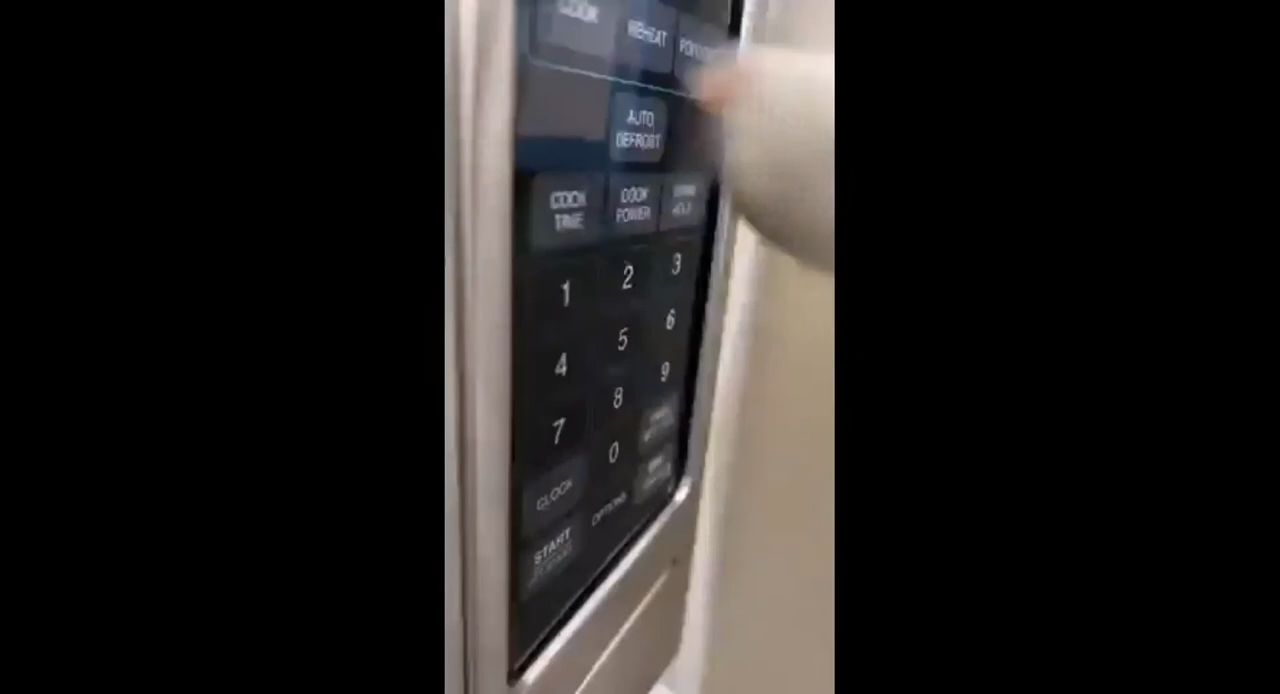 COOK
REHEAT
AUTO
DEFROST
COOK
TIME
COOK
POWER
1
2
3
4
5
6
7
8
9
0
CLOCK
OPTIONS
START